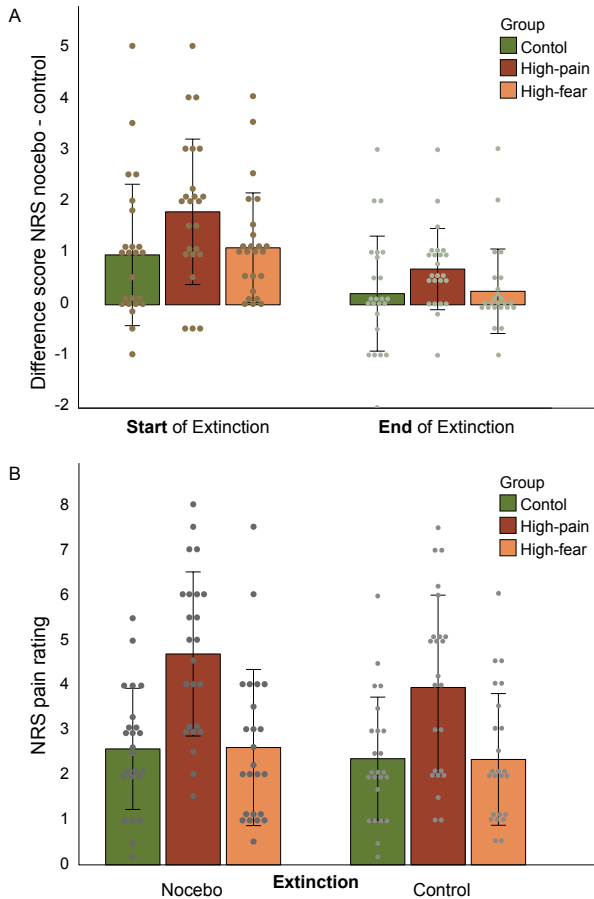 A
Group
Contol
High-pain
High-fear
Difference score NRS nocebo - control
5
4
3
2
1
0
-1
-2
Start of Extinction
End of Extinction
B
Group
Contol
High-pain
High-fear
NRS pain rating
8
7
6
5
4
3
2
1
0
Nocebo
Extinction
Control